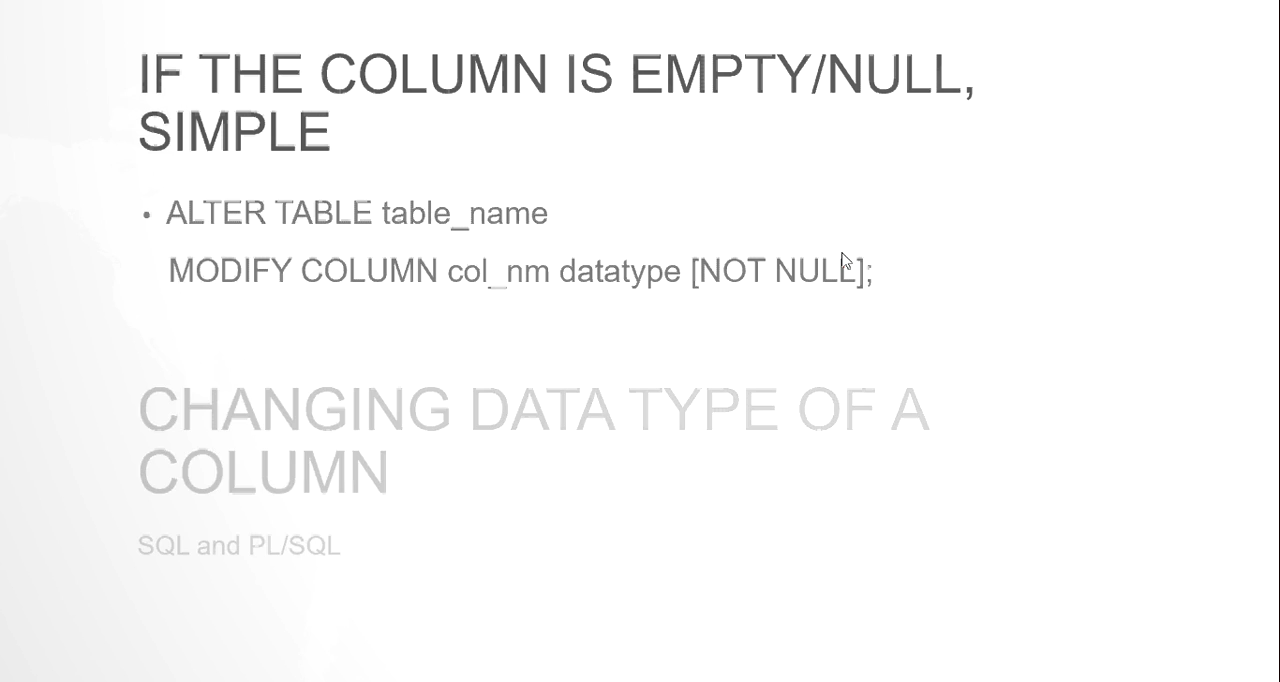 IF THE COLUMN IS EMPTY/NULL,
SIMPLE
• ALTER TABLE table_name
MODIFY COLUMN col_nm datatype [NOT NULL];
CHANGING DATA TYPE OF A
COLUMN
SQL and PL/SQL